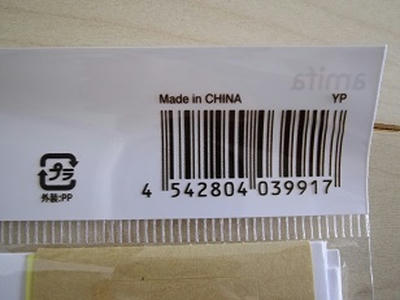 amifa
Made in CHINA YP
4 542804 039917
プラ
外装:PP